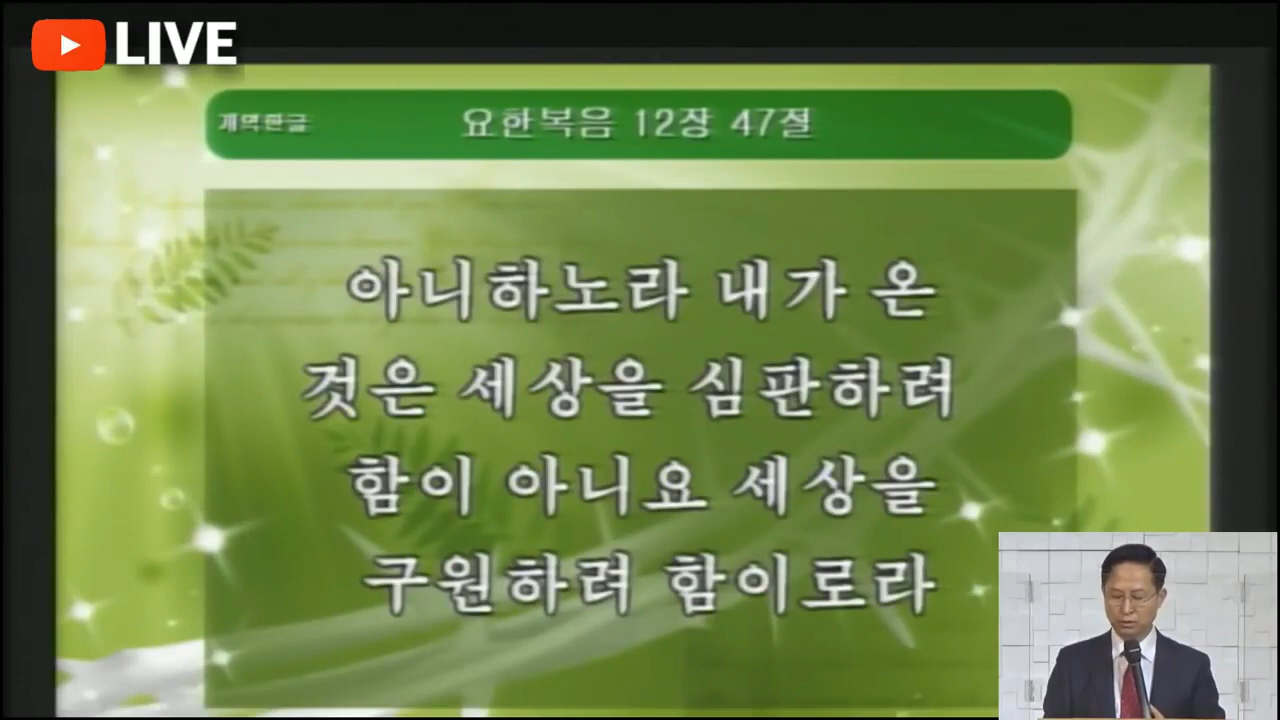 LIVE
개역한글
요한복음 12장 47절
아니하노라 내가 온
것은 세상을 심판하려
함이 아니요 세상을
구원하려 함이로라